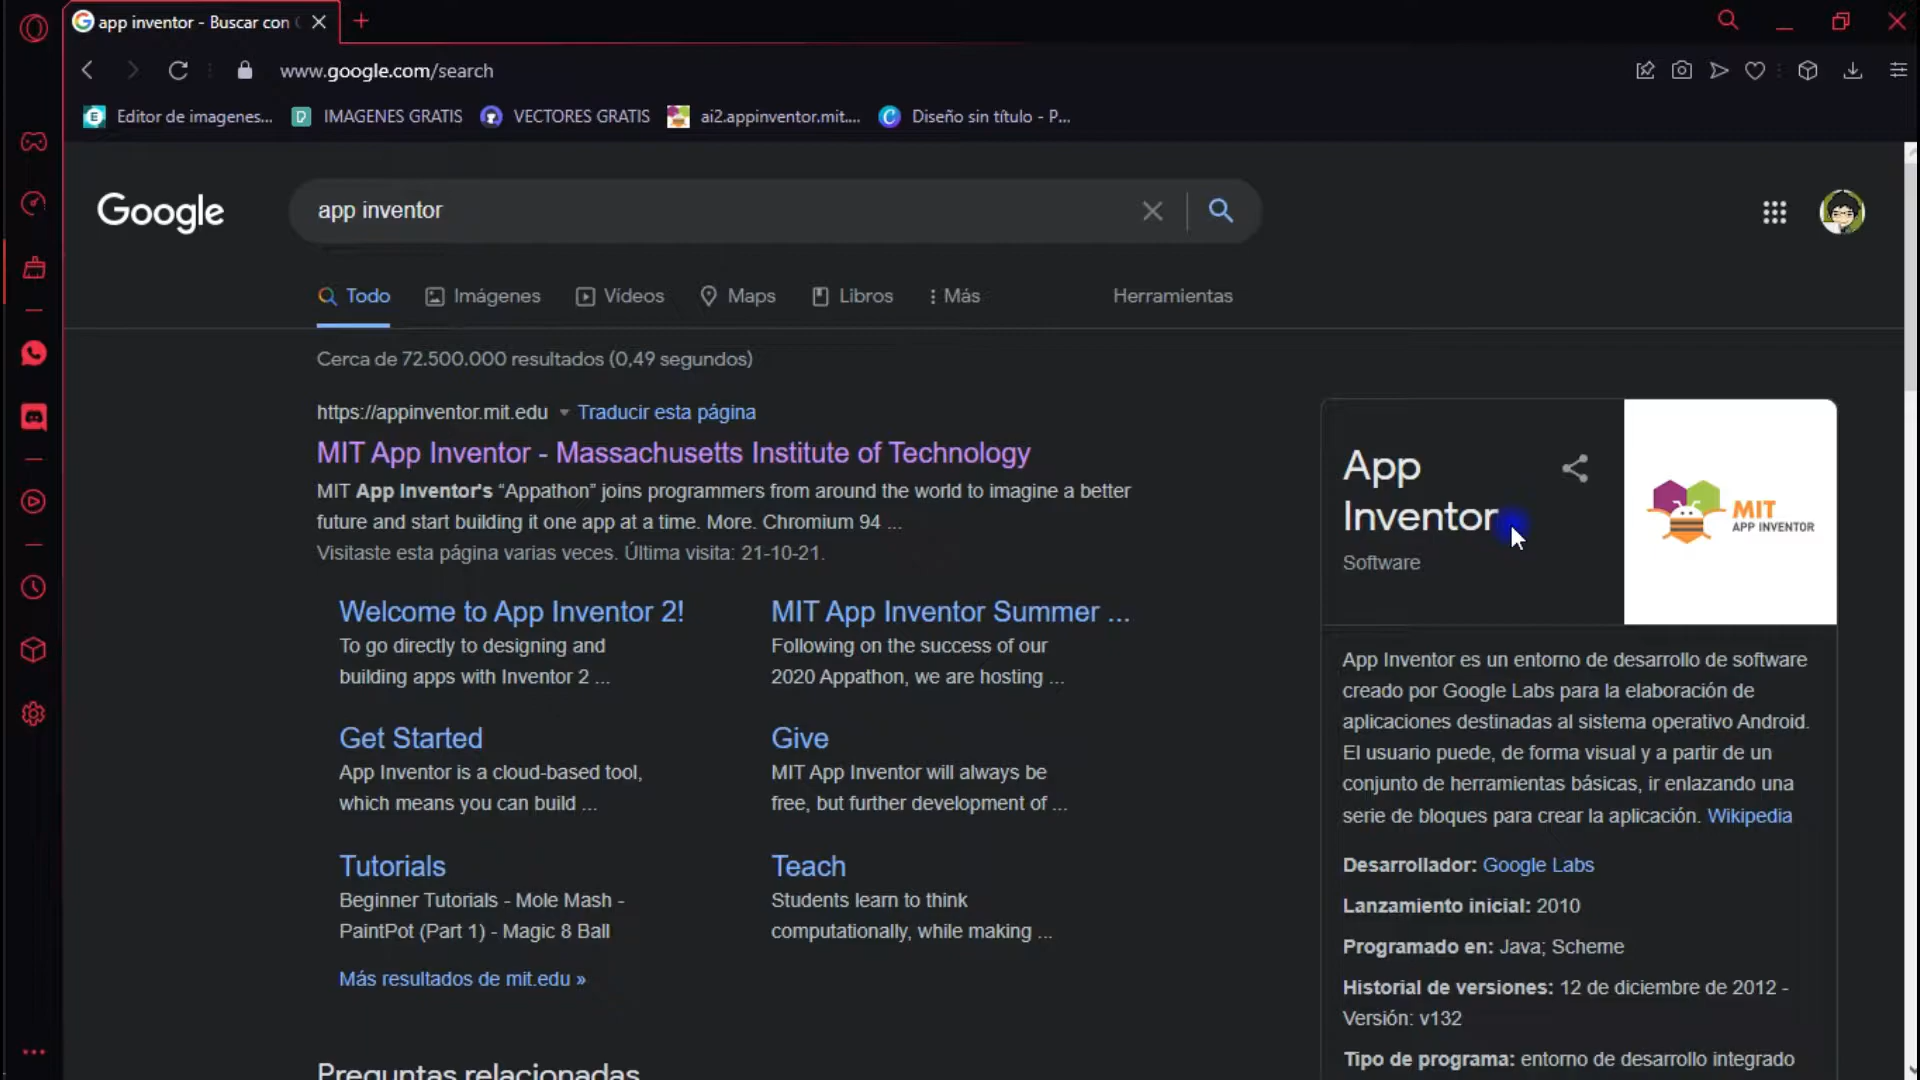 app inventor - Buscar con
www.google.com/search
Editor de imagenes...
IMAGENES GRATIS
VECTORES GRATIS
ai2.appinventor.mit....
Diseño sin título - P...
Google
app inventor
Todo
Imágenes
Vídeos
Maps
Libros
Más
Herramientas
Cerca de 72.500.000 resultados (0,49 segundos)
https://appinventor.mit.edu
Traducir esta página
MIT App Inventor - Massachusetts Institute of Technology
MIT App Inventor's “Appathon” joins programmers from around the world to imagine a better
future and start building it one app at a time. More. Chromium 94 ...
Visitaste esta página varias veces. Última visita: 21-10-21.
Welcome to App Inventor 2!
To go directly to designing and
building apps with Inventor 2 ...
MIT App Inventor Summer ...
Following on the success of our
2020 Appathon, we are hosting ...
Get Started
App Inventor is a cloud-based tool,
which means you can build ...
Give
MIT App Inventor will always be
free, but further development of ...
Tutorials
Beginner Tutorials - Mole Mash -
PaintPot (Part 1) - Magic 8 Ball
Teach
Students learn to think
computationally, while making ...
Más resultados de mit.edu »
Preguntas relacionadas
App
Inventor
Software
MIT
APP INVENTOR
App Inventor es un entorno de desarrollo de software
creado por Google Labs para la elaboración de
aplicaciones destinadas al sistema operativo Android.
El usuario puede, de forma visual y a partir de un
conjunto de herramientas básicas, ir enlazando una
serie de bloques para crear la aplicación. Wikipedia
Desarrollador: Google Labs
Lanzamiento inicial: 2010
Programado en: Java; Scheme
Historial de versiones: 12 de diciembre de 2012 -
Versión: v132
Tipo de programa: entorno de desarrollo integrado